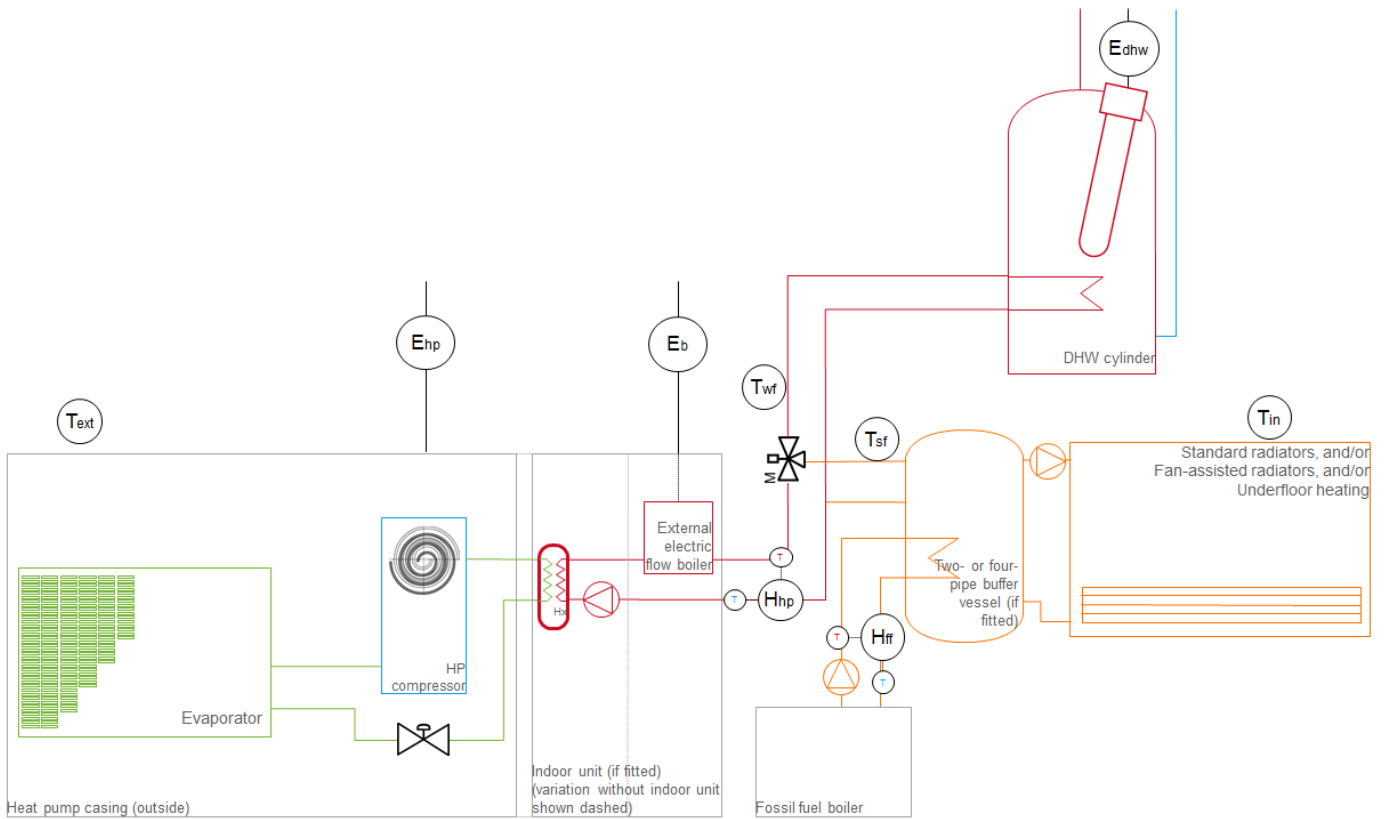 Edhw
DHW cylinder
Ehp
Eb
Twf
Text
Tsf
Tin
Standard radiators, and/or
Fan-assisted radiators, and/or
Underfloor heating
M
External
electric
flow boiler
T
T
Hhp
Hx
Two- or four-
pipe buffer
vessel (if
fitted)
T
Hff
T
HP
compressor
Evaporator
Indoor unit (if fitted)
(variation without indoor unit
shown dashed)
Heat pump casing (outside)
Fossil fuel boiler